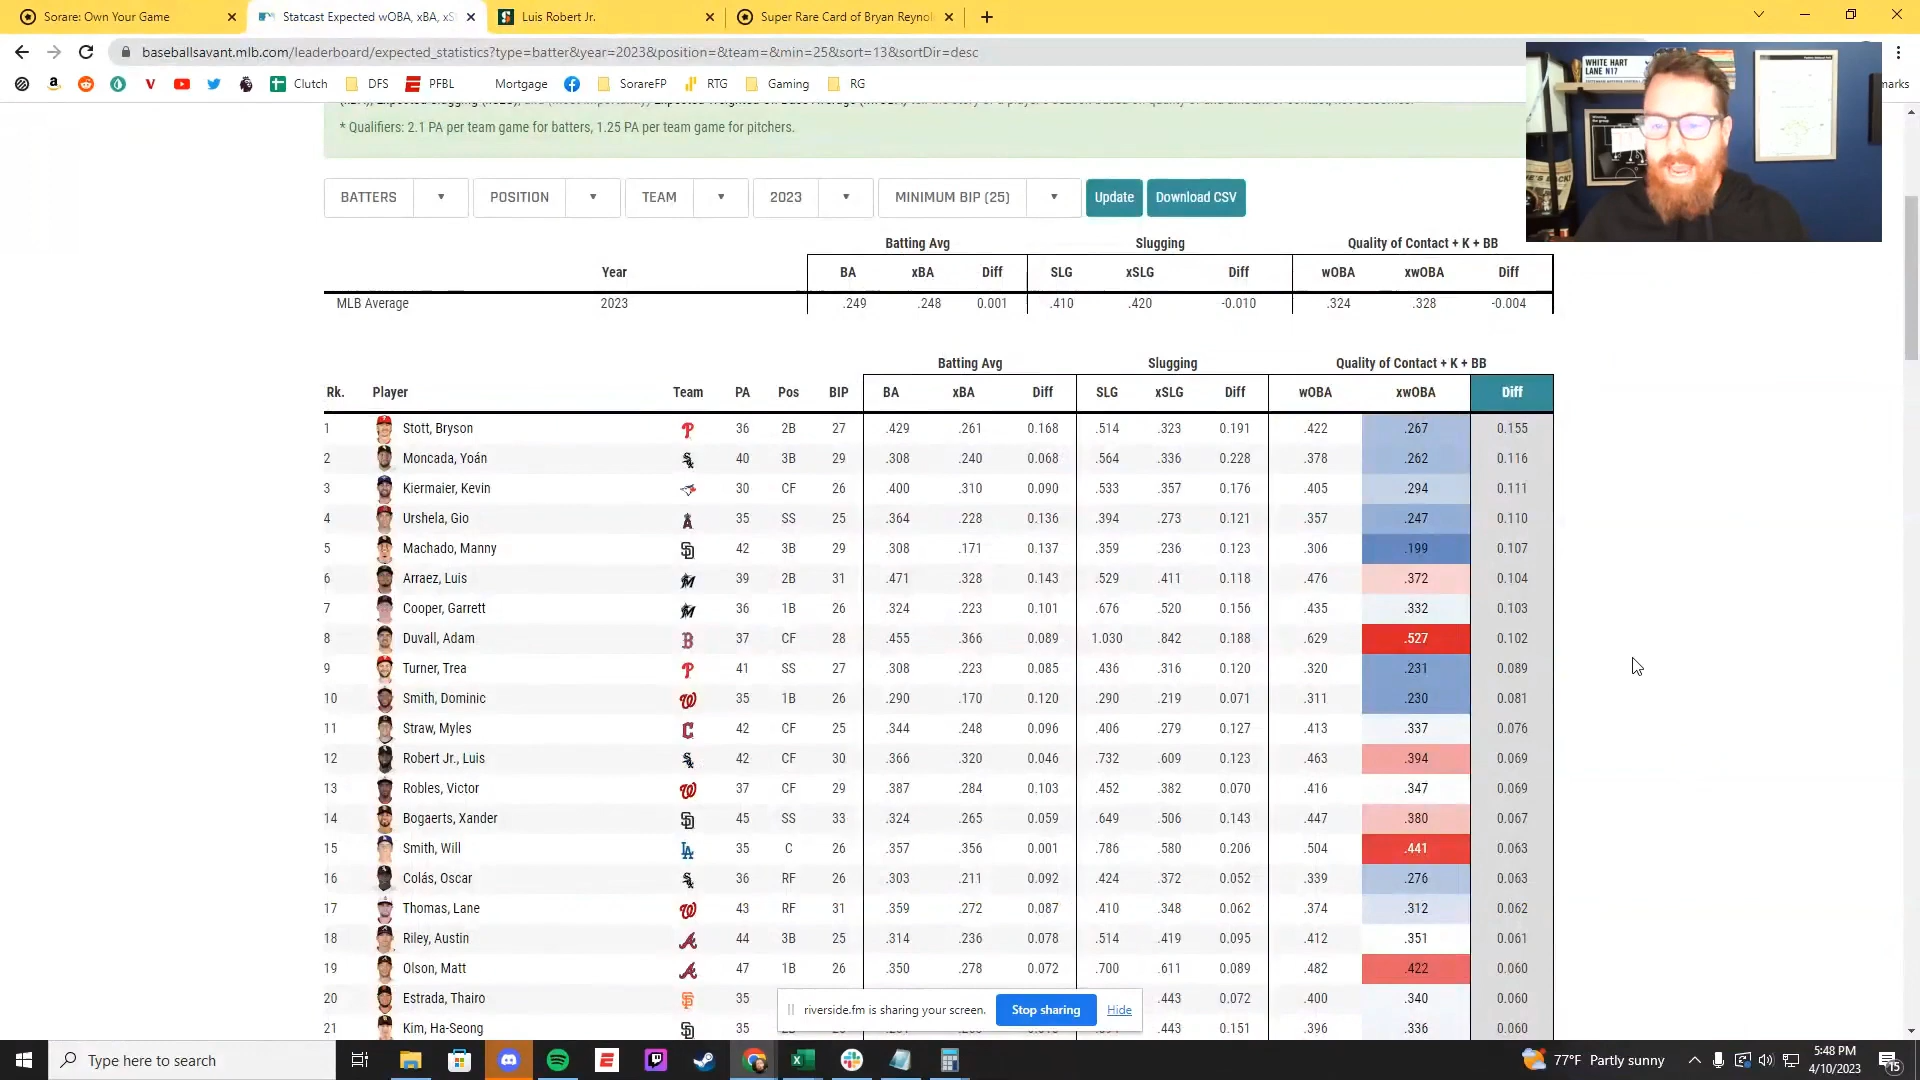 Sorare: Own Your Game
Statcast Expected wOBA, xBA, xS
Luis Robert Jr.
Super Rare Card of Bryan Reynol
baseballsavant.mlb.com/leaderboard/expected_statistics?type=batter&year=2023&position=&team=&min=25&sort=13&sortDir=desc
Clutch DFS PFBL Mortgage SorareFP RTG Gaming RG marks
WHITE HART
LANE N17
* Qualifiers: 2.1 PA per team game for batters, 1.25 PA per team game for pitchers.
BATTERS POSITION TEAM 2023 MINIMUM BIP (25) Update Download CSV
Batting Avg Slugging Quality of Contact + K + BB
Year BA xBA Diff SLG xSLG Diff wOBA xwOBA Diff
MLB Average 2023 .249 .248 0.001 .410 .420 -0.010 .324 .328 -0.004
Batting Avg Slugging Quality of Contact + K + BB
Rk. Player Team PA Pos BIP BA xBA Diff SLG xSLG Diff wOBA xwOBA Diff
1 Stott, Bryson 36 2B 27 .429 .261 0.168 .514 .323 0.191 .422 .267 0.155
2 Moncada, Yoán 40 3B 29 .308 .240 0.068 .564 .336 0.228 .378 .262 0.116
3 Kiermaier, Kevin 30 CF 26 .400 .310 0.090 .533 .357 0.176 .405 .294 0.111
4 Urshela, Gio 35 SS 25 .364 .228 0.136 .394 .273 0.121 .357 .247 0.110
5 Machado, Manny 42 3B 29 .308 .171 0.137 .359 .236 0.123 .306 .199 0.107
6 Arraez, Luis 39 2B 31 .471 .328 0.143 .529 .411 0.118 .476 .372 0.104
7 Cooper, Garrett 36 1B 26 .324 .223 0.101 .676 .520 0.156 .435 .332 0.103
8 Duvall, Adam 37 CF 28 .455 .366 0.089 1.030 .842 0.188 .629 .527 0.102
9 Turner, Trea 41 SS 27 .308 .223 0.085 .436 .316 0.120 .320 .231 0.089
10 Smith, Dominic 35 1B 26 .290 .170 0.120 .290 .219 0.071 .311 .230 0.081
11 Straw, Myles 42 CF 25 .344 .248 0.096 .406 .279 0.127 .413 .337 0.076
12 Robert Jr., Luis 42 CF 30 .366 .320 0.046 .732 .609 0.123 .463 .394 0.069
13 Robles, Victor 37 CF 29 .387 .284 0.103 .452 .382 0.070 .416 .347 0.069
14 Bogaerts, Xander 45 SS 33 .324 .265 0.059 .649 .506 0.143 .447 .380 0.067
15 Smith, Will 35 C 26 .357 .356 0.001 .786 .580 0.206 .504 .441 0.063
16 Colás, Oscar 36 RF 26 .303 .211 0.092 .424 .372 0.052 .339 .276 0.063
17 Thomas, Lane 43 RF 31 .359 .272 0.087 .410 .348 0.062 .374 .312 0.062
18 Riley, Austin 44 3B 25 .314 .236 0.078 .514 .419 0.095 .412 .351 0.061
19 Olson, Matt 47 1B 26 .350 .278 0.072 .700 .611 0.089 .482 .422 0.060
20 Estrada, Thairo 35 .443 0.072 .400 .340 0.060
21 Kim, Ha-Seong 35 .443 0.151 .396 .336 0.060
riverside.fm is sharing your screen. Stop sharing Hide
Type here to search
77°F Partly sunny
5:48 PM
4/10/2023
15